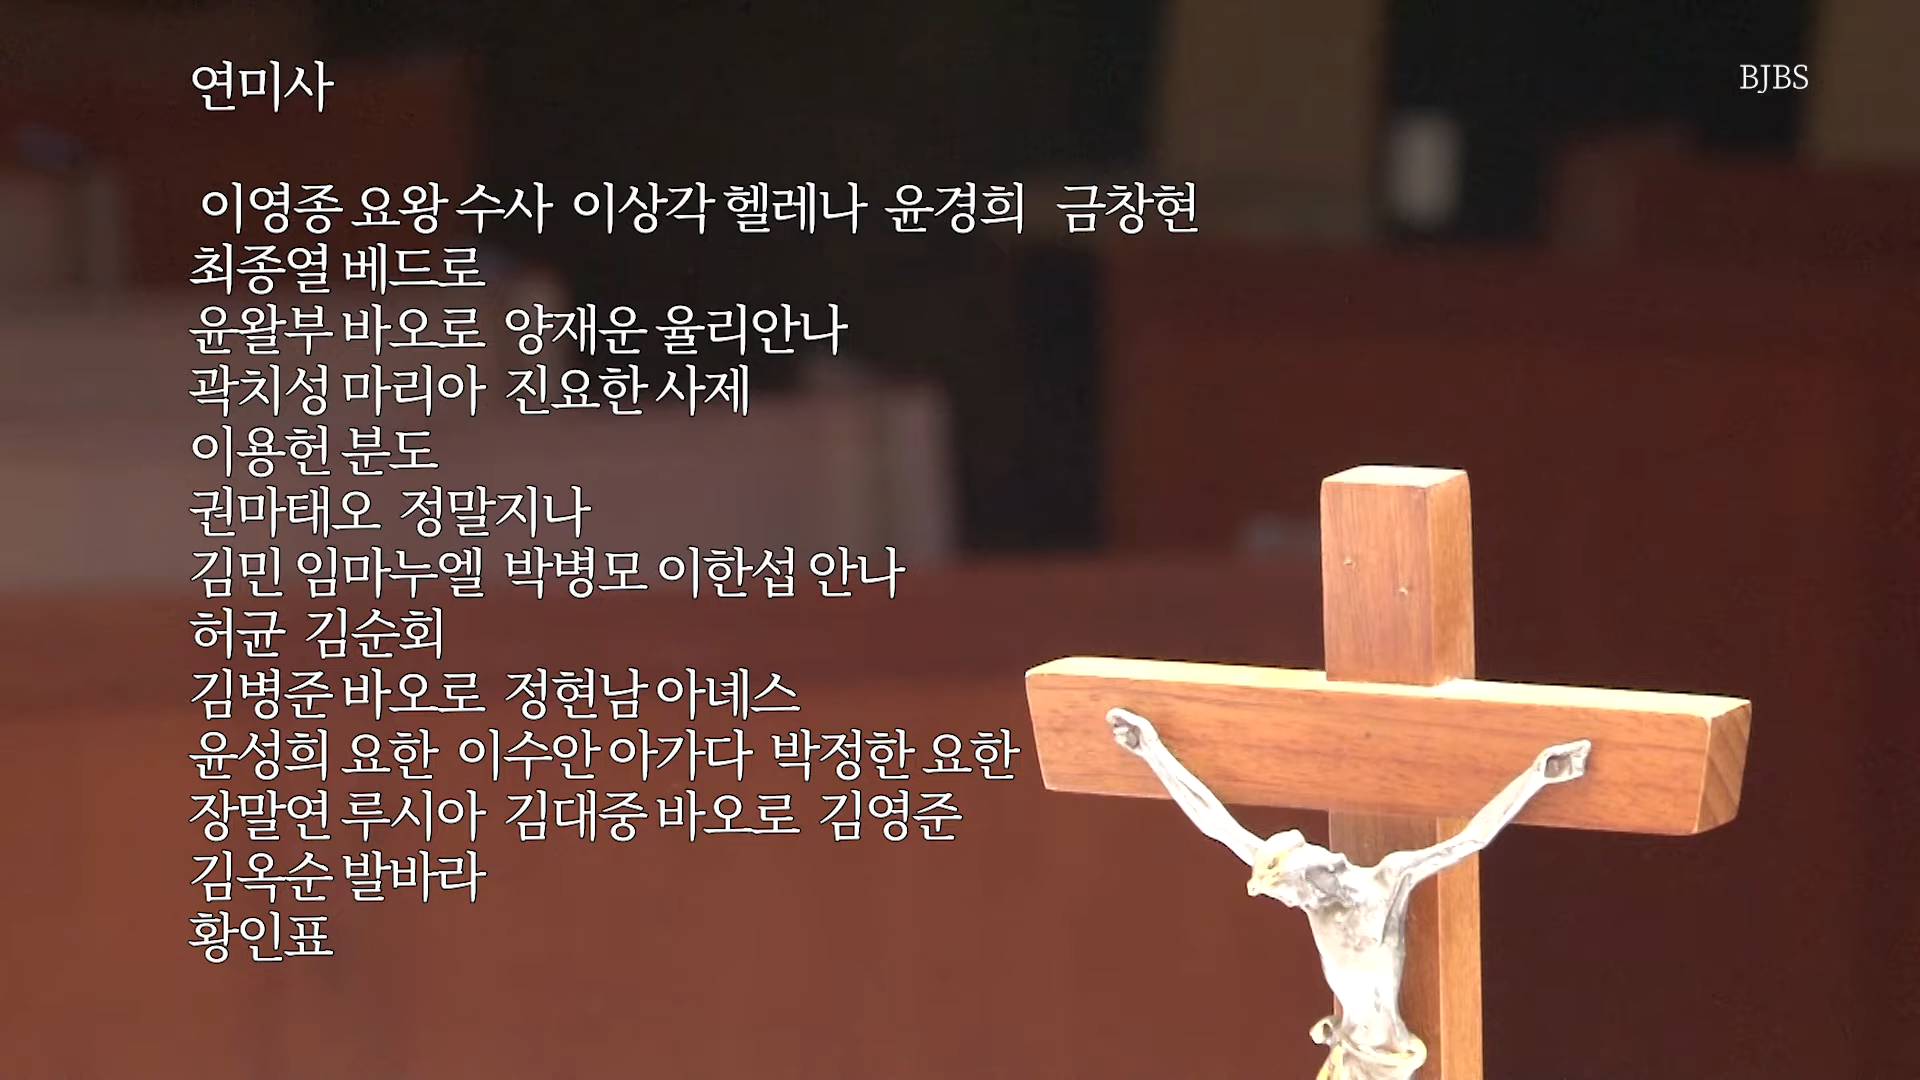 연미사
BJBS
이영종 요왕 수사 이상각 헬레나 윤경희 금창현
최종열 베드로
윤왈부 바오로 양재운 율리안나
곽치성 마리아 진요한 사제
이용헌 분도
권마태오 정말지나
김민 임마누엘 박병모 이한섭 안나
허균 김순회
김병준 바오로 정현남 아녜스
윤성희 요한 이수안 아가다 박정한 요한
장말연 루시아 김대중 바오로 김영준
김옥순 발바라
황인표